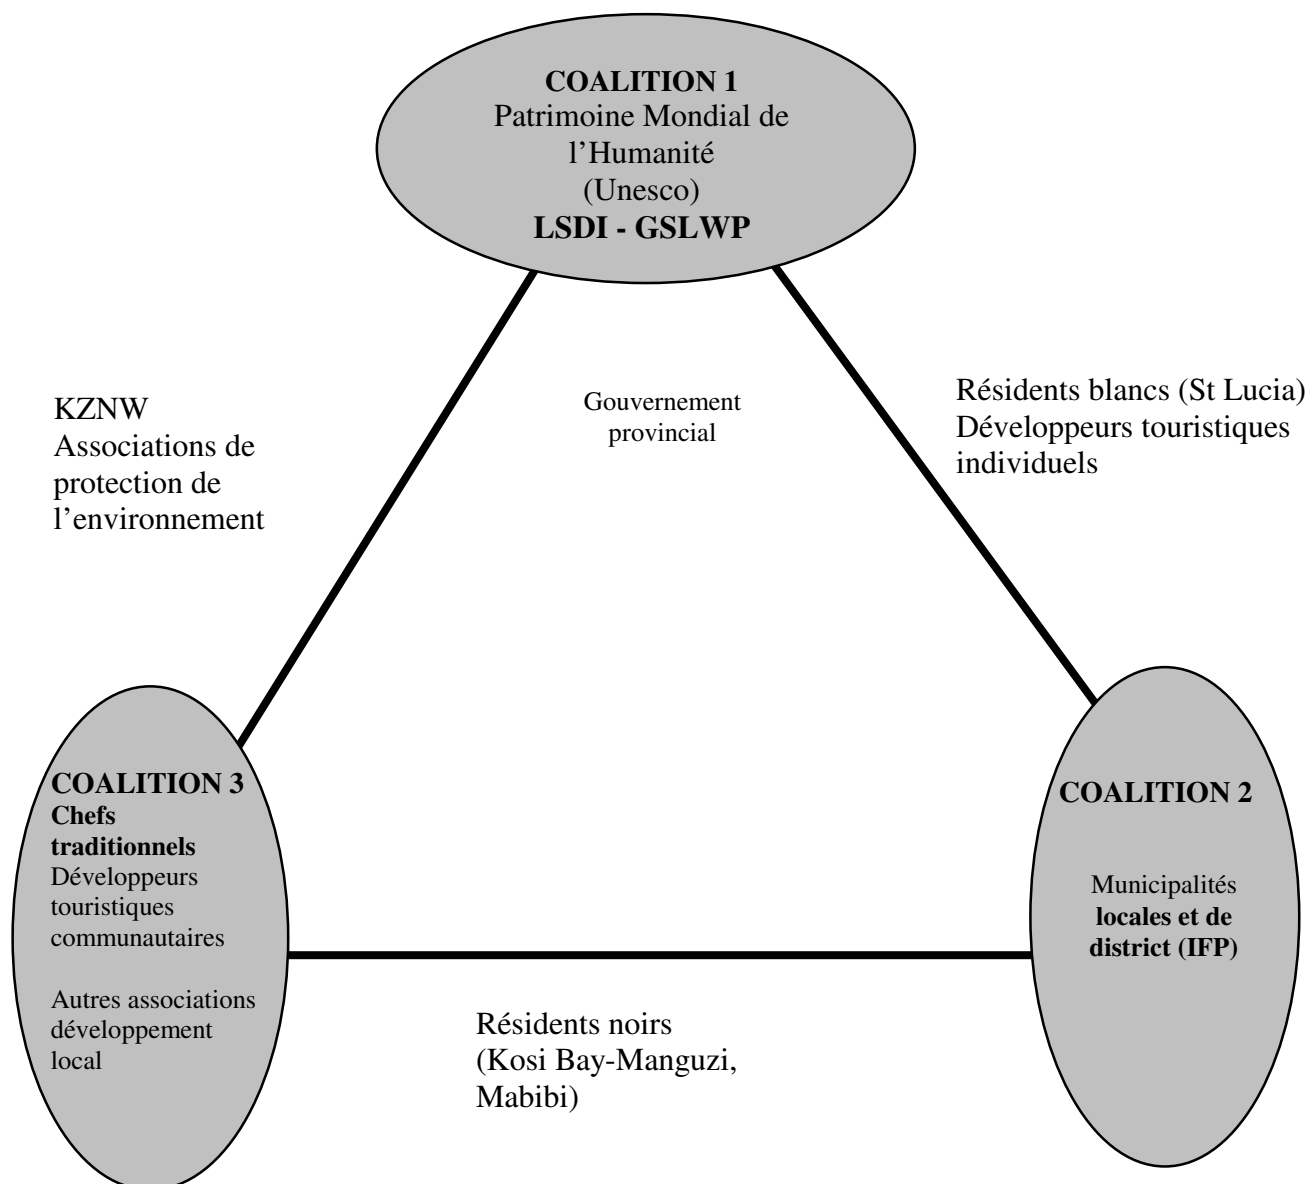 COALITION 1
Patrimoine Mondial de
l’Humanité
(Unesco)
LSDI - GSLWP
Gouvernement
provincial
KZNW
Associations de
protection de
l’environnement
Résidents blancs (St Lucia)
Développeurs touristiques
individuels
COALITION 3
Chefs
traditionnels
Développeurs
touristiques
communautaires
Autres associations
développement
local
COALITION 2
Municipalités
locales et de
district (IFP)
Résidents noirs
(Kosi Bay-Manguzi,
Mabibi)